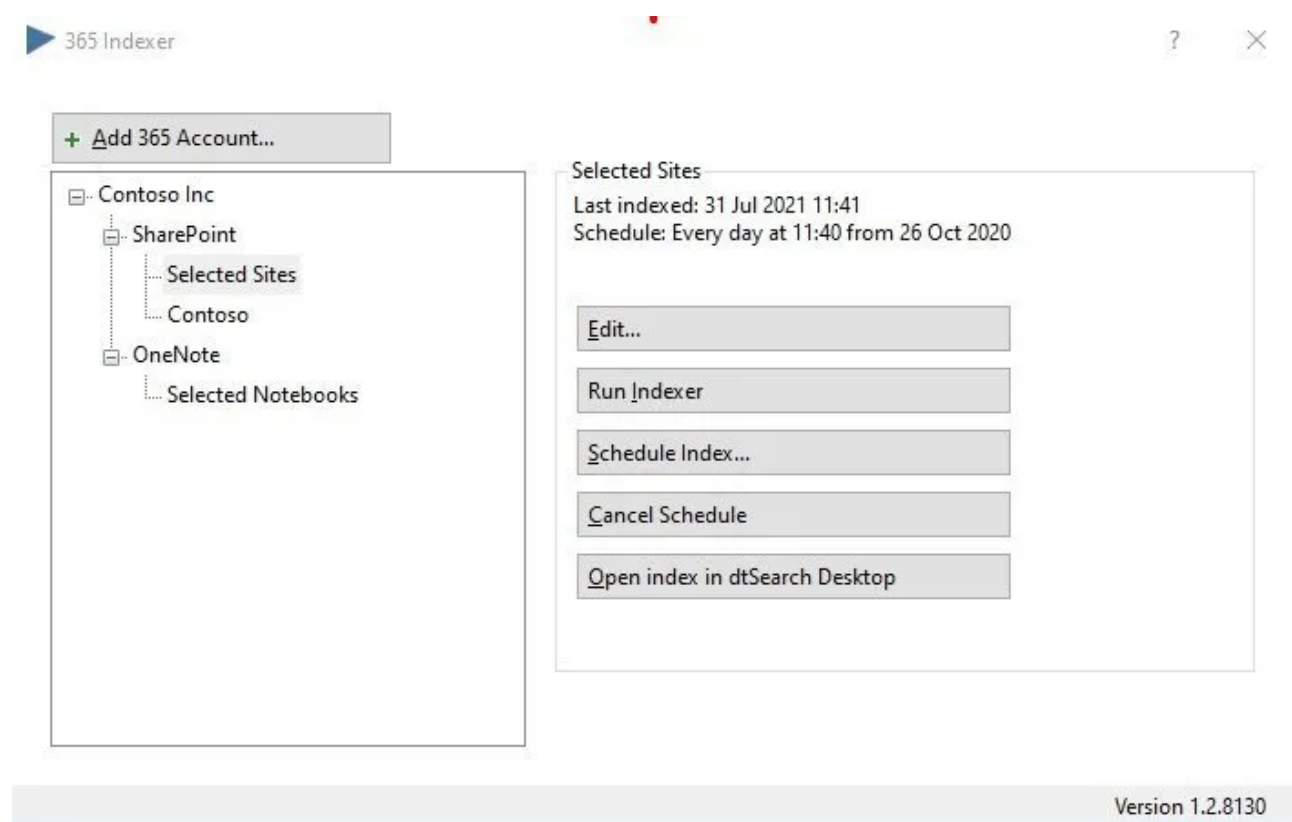 365 Indexer
?
Add 365 Account...
Contoso Inc
SharePoint
Selected Sites
Contoso
OneNote
Selected Notebooks
Selected Sites
Last indexed: 31 Jul 2021 11:41
Schedule: Every day at 11:40 from 26 Oct 2020
Edit...
Run Indexer
Schedule Index...
Cancel Schedule
Open index in dtSearch Desktop
Version 1.2.8130